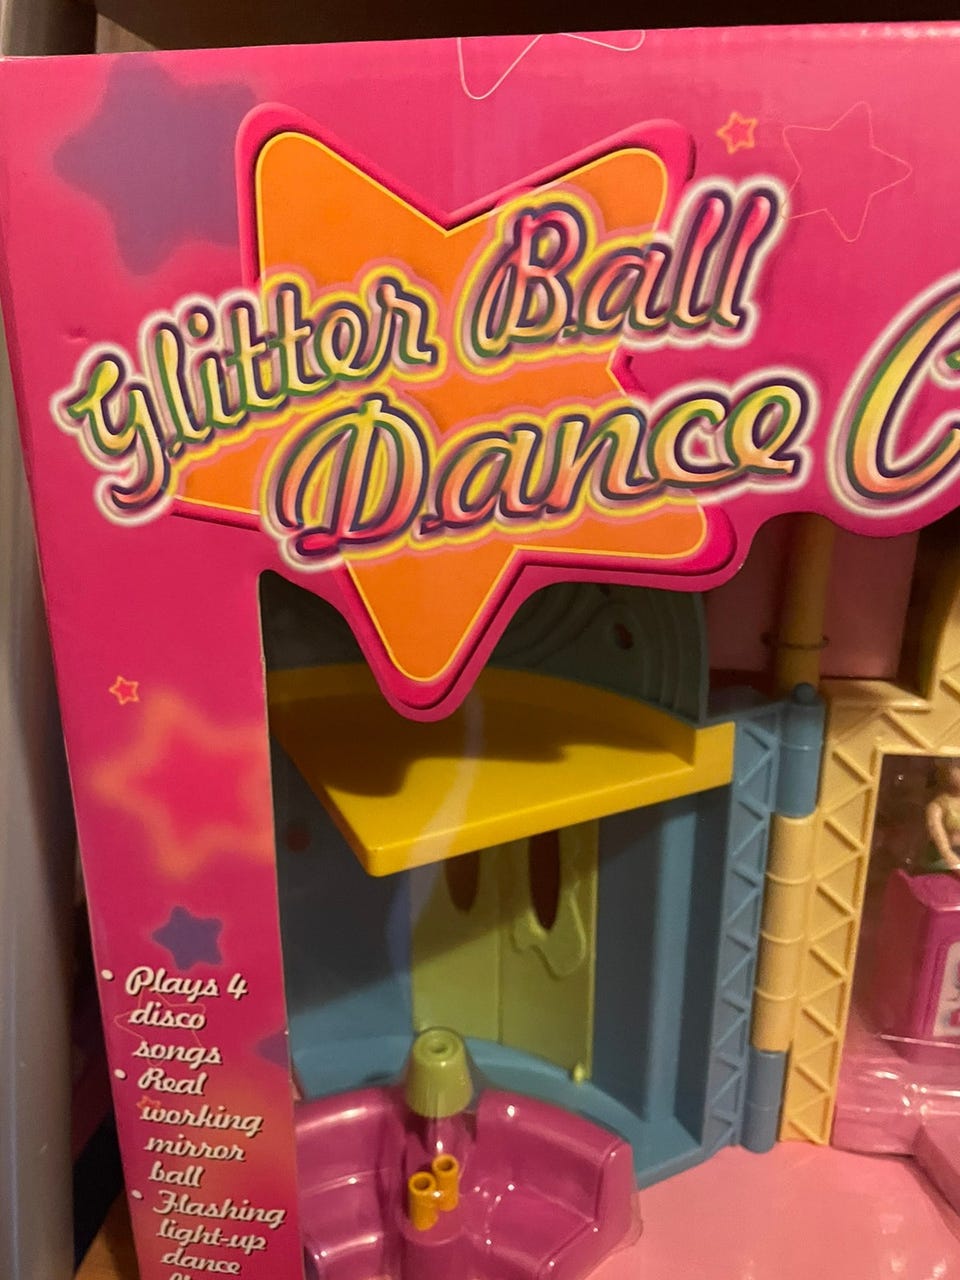 Glitter Ball
Dance C
• Plays 4
disco
songs
• Real
working
mirror
ball
• Flashing
light-up
dance